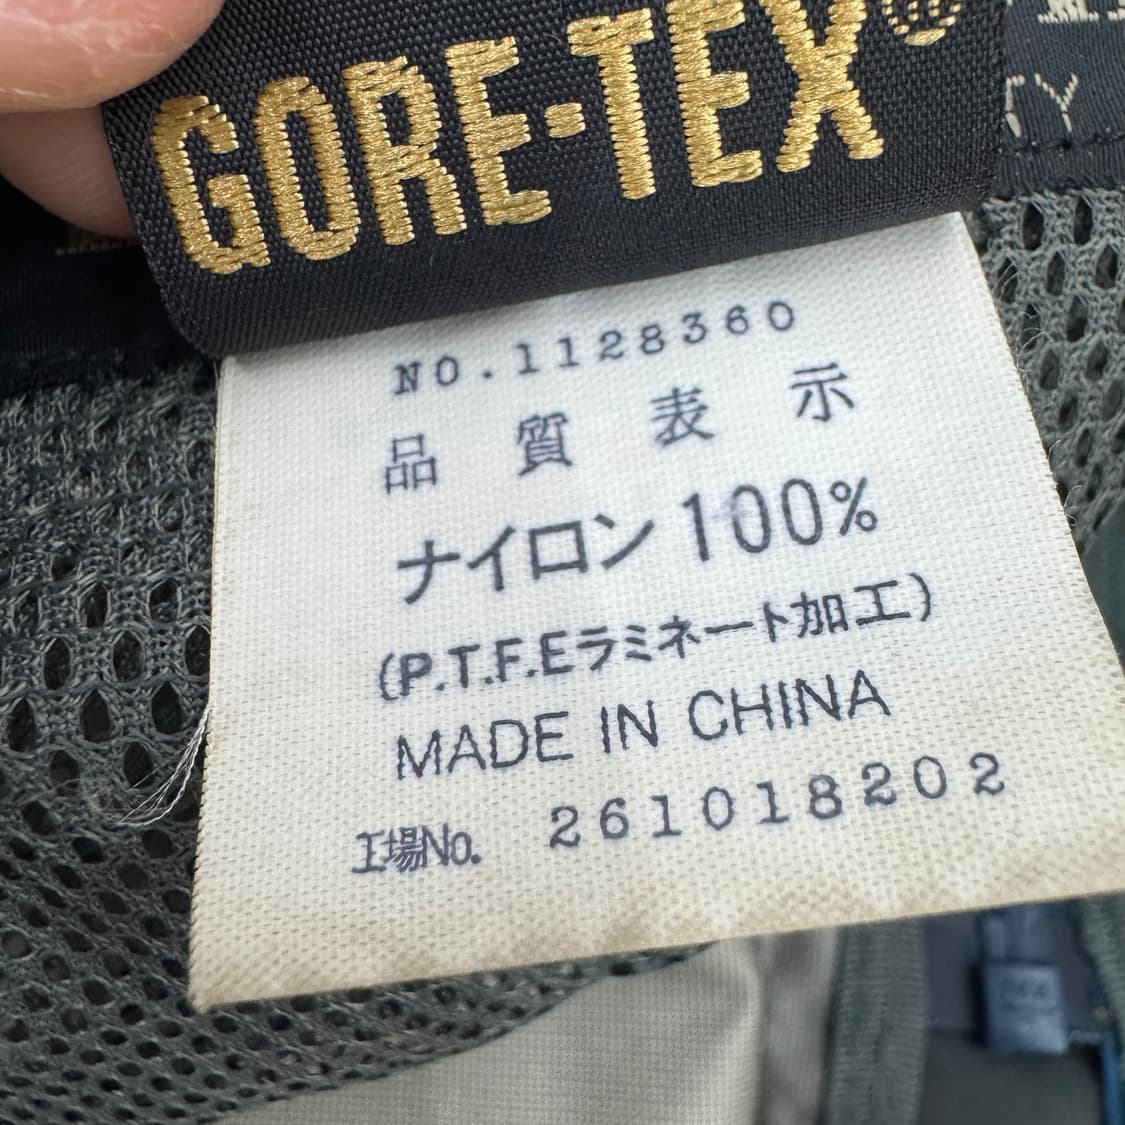 GORE-TEX®
TY
NO.1128360
品質表示
ナイロン100%
(P.T.F.Eラミネート加工)
MADE IN CHINA
工場No. 261018202